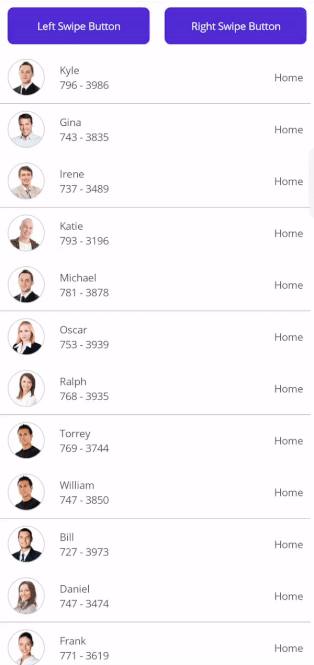 Left Swipe Button
Right Swipe Button
Kyle
796 - 3986
Home
Gina
743 - 3835
Home
Irene
737 - 3489
Home
Katie
793 - 3196
Home
Michael
781 - 3878
Home
Oscar
753 - 3939
Home
Ralph
768 - 3935
Home
Torrey
769 - 3744
Home
William
747 - 3850
Home
Bill
727 - 3973
Home
Daniel
747 - 3474
Home
Frank
771 - 3619
Home